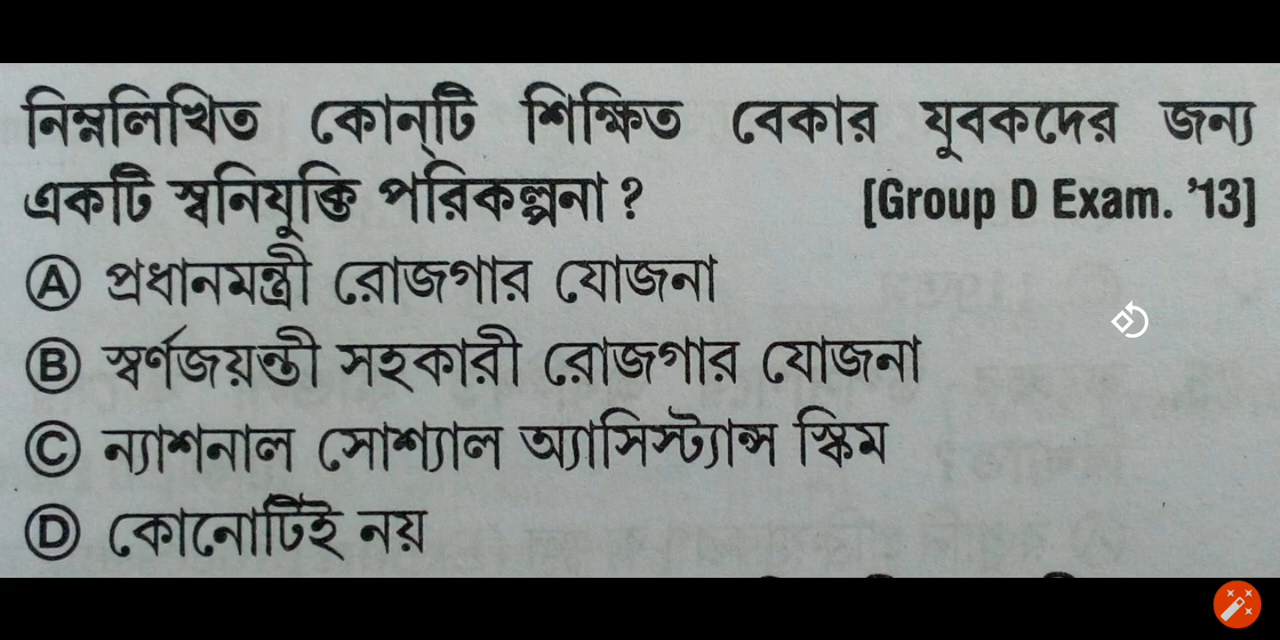 নিম্নলিখিত কোন্‌টি শিক্ষিত বেকার যুবকদের জন্য
একটি স্বনিযুক্তি পরিকল্পনা ? [Group D Exam. ’13]
Ⓐ প্রধানমন্ত্রী রোজগার যোজনা
Ⓑ স্বর্ণজয়ন্তী সহকারী রোজগার যোজনা
Ⓒ ন্যাশনাল সোশ্যাল অ্যাসিস্ট্যান্স স্কিম
Ⓓ কোনোটিই নয়